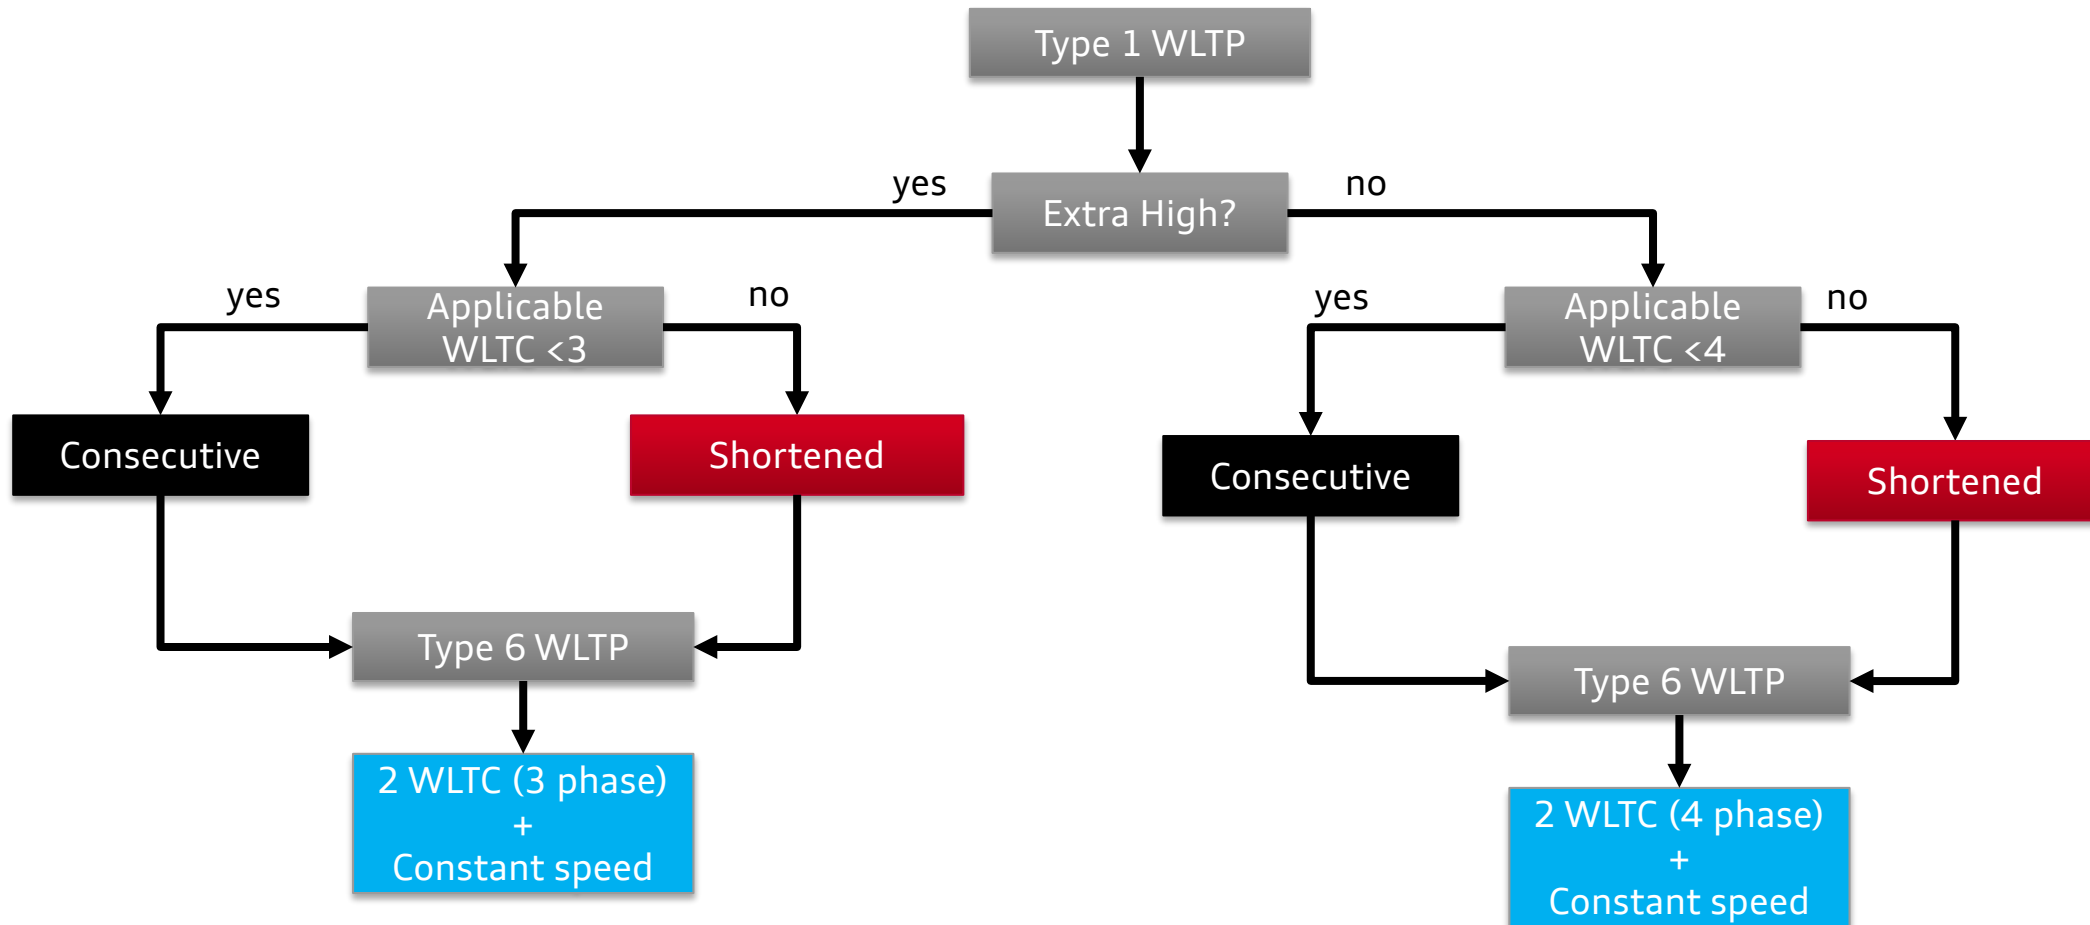 Type 1 WLTP
yes
no
Extra High?
yes
no
Applicable
WLTC <3
yes
no
Applicable
WLTC <4
Consecutive
Shortened
Consecutive
Shortened
Type 6 WLTP
Type 6 WLTP
2 WLTC (3 phase)
+
Constant speed
2 WLTC (4 phase)
+
Constant speed